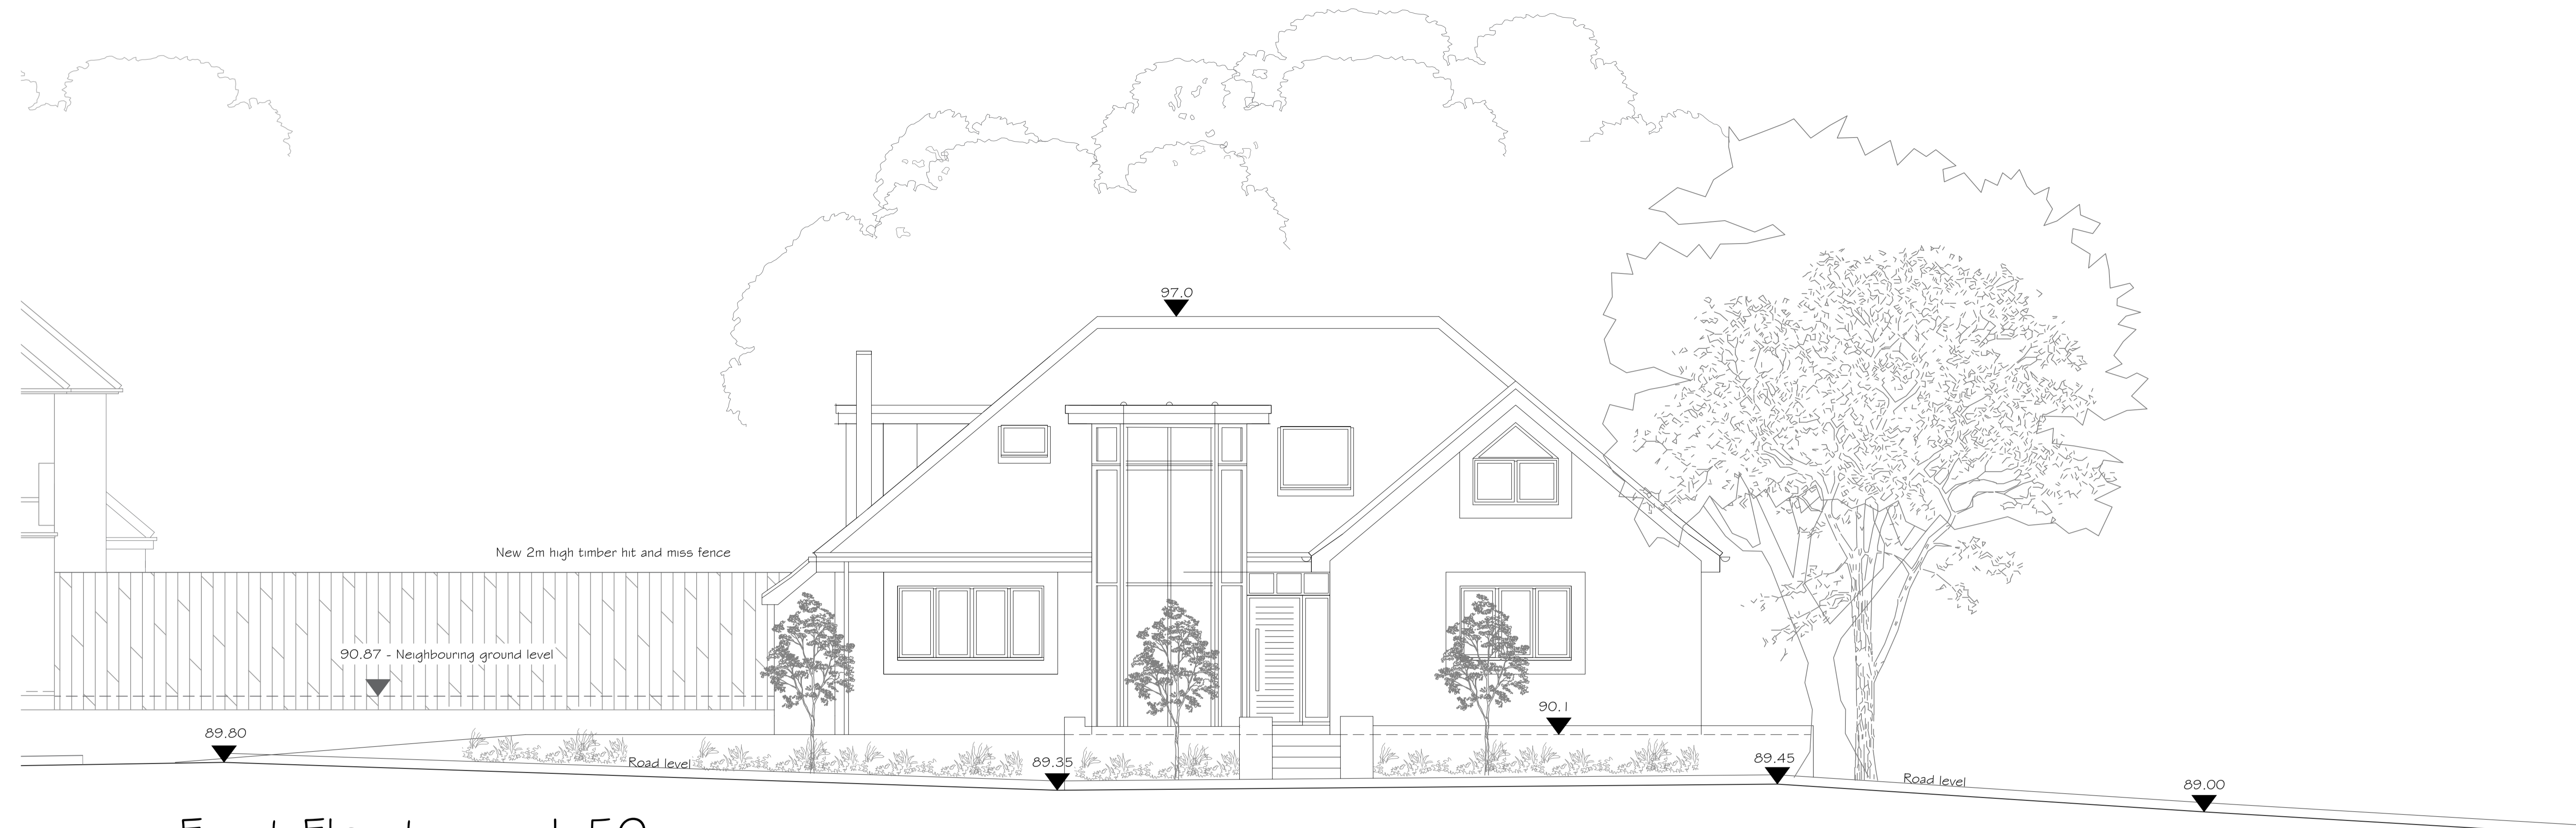 97.0
New 2m high timber hit and miss fence
90.87 - Neighbouring ground level
90.1
89.80
Road level
89.35
89.45
Road level
89.00